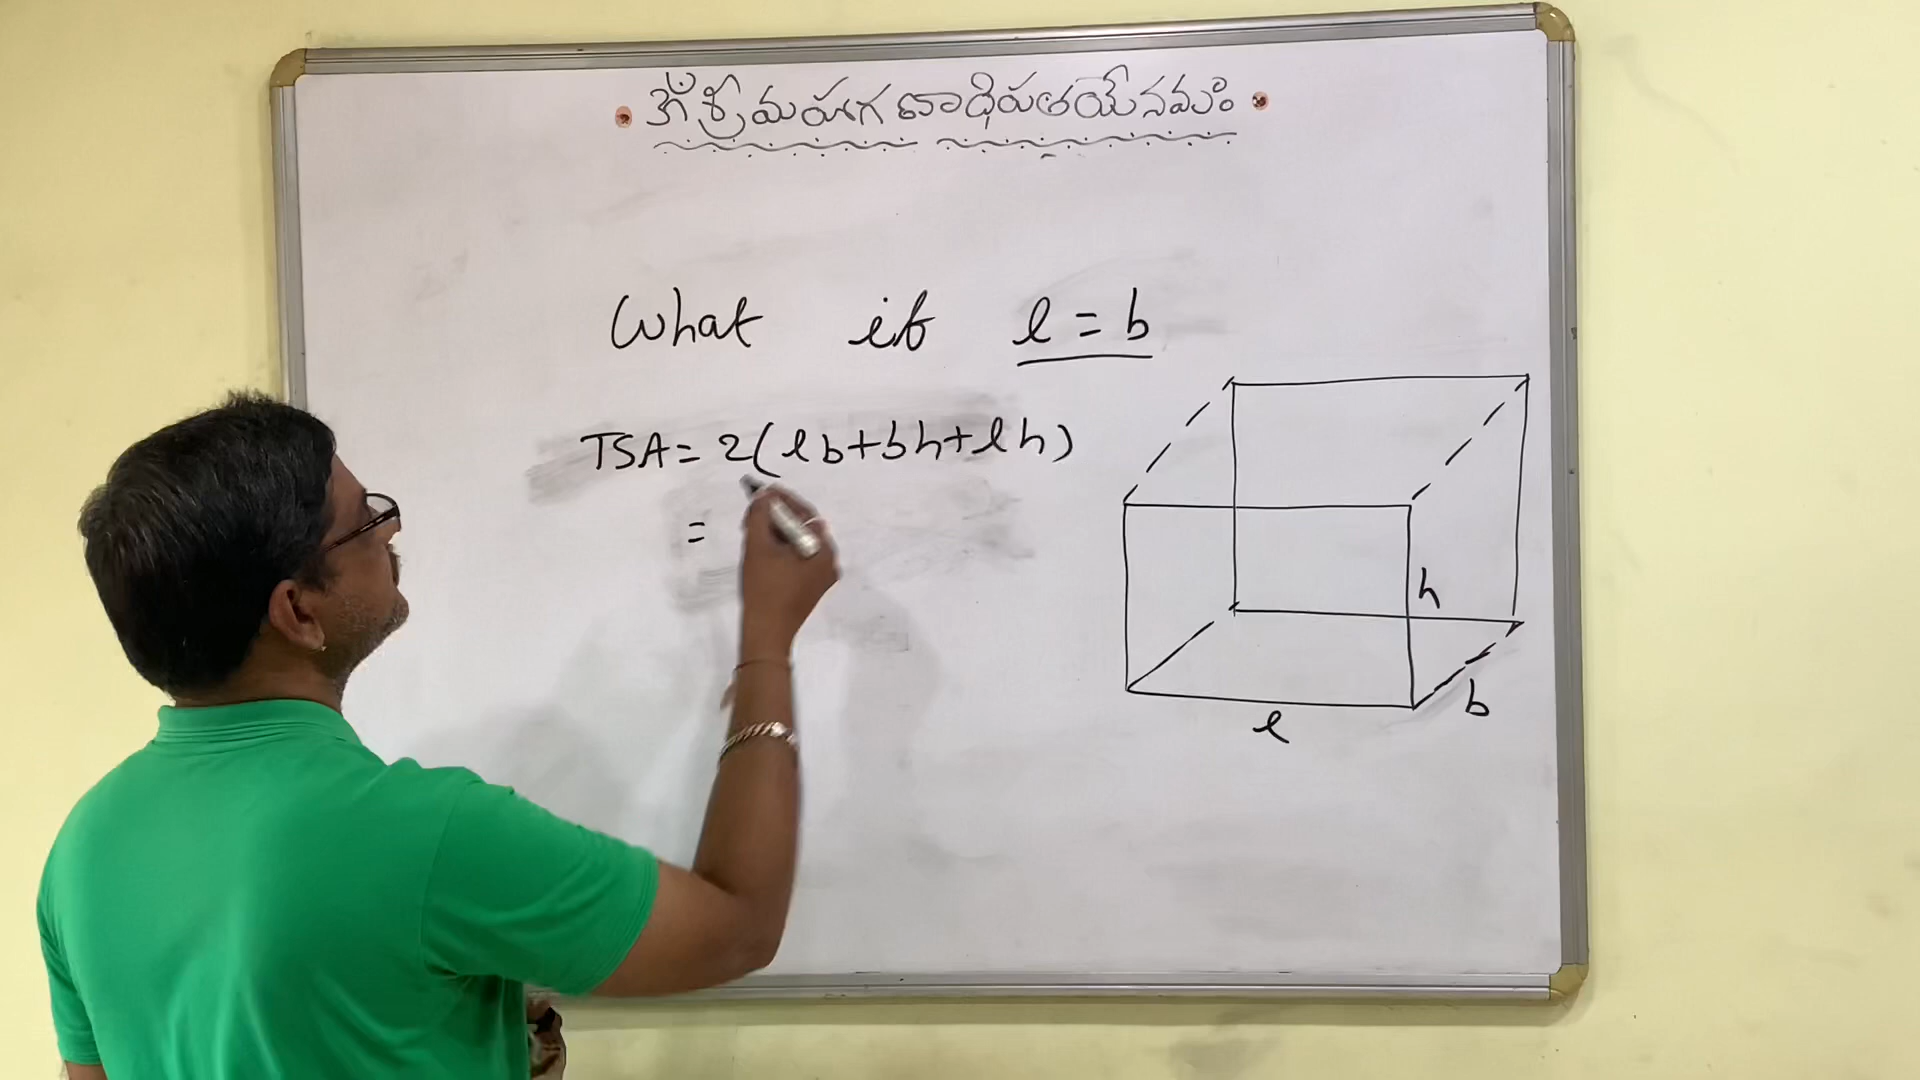 ఓం శ్రీ మహాగణాధిపతయే నమః
What if l = b
TSA = 2(lb+bh+lh)
=
h
b
l